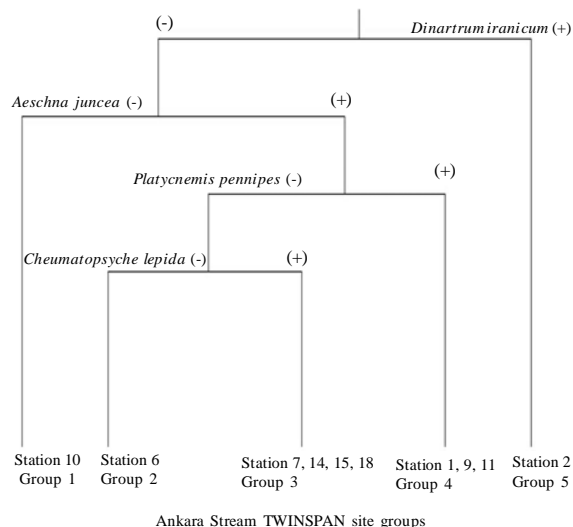 (-)
Dinartrum iranicum (+)
Aeschna juncea (-)
(+)
Platycnemis pennipes (-)
(+)
Cheumatopsyche lepida (-)
(+)
Station 10
Group 1
Station 6
Group 2
Station 7, 14, 15, 18
Group 3
Station 1, 9, 11
Group 4
Station 2
Group 5
Ankara Stream TWINSPAN site groups